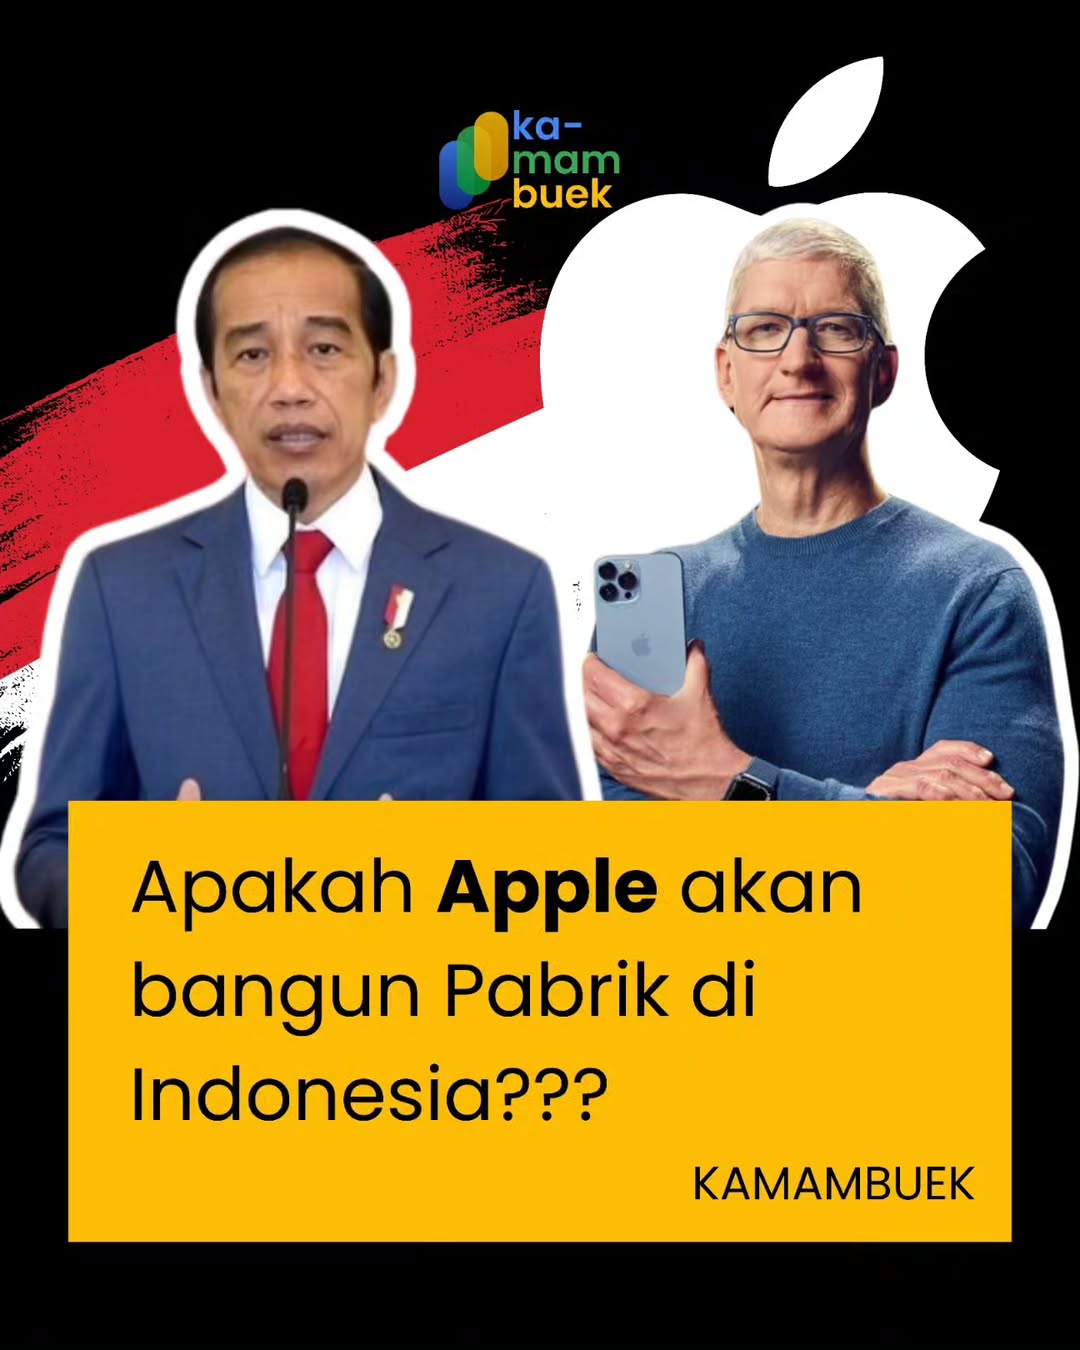 ka-
mam
buek
Apakah Apple akan
bangun Pabrik di
Indonesia???
KAMAMBUEK